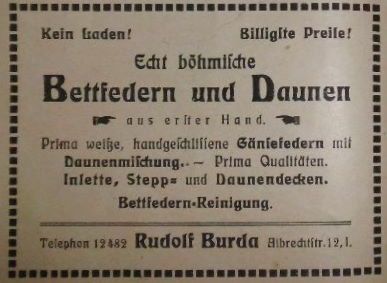 Kein Laden! Billigste Preise!
Echt böhmische
Bettfedern und Daunen
aus erster Hand.
Prima weiße, handgeschlissene Gänsefedern mit
Daunenmischung. – Prima Qualitäten.
Inlette, Stepp= und Daunendecken.
Bettfedern=Reinigung.
Telephon 12482 Rudolf Burda Albrechtstr. 12, I.